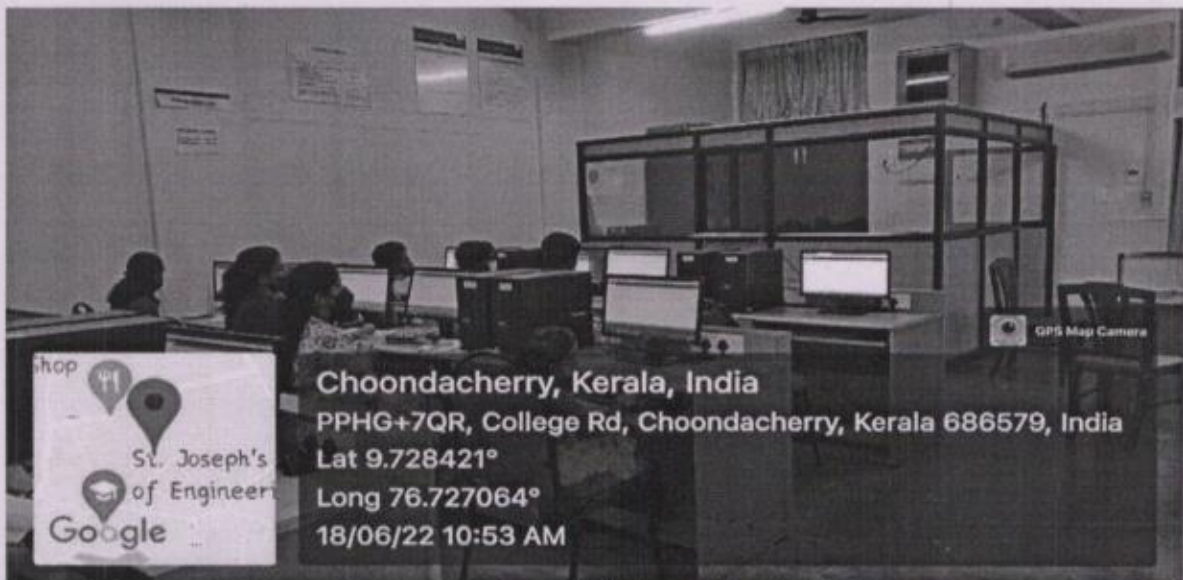 GPS Map Camera
Shop
St. Joseph's
of Engineeri
Google
Choondacherry, Kerala, India
PPHG+7QR, College Rd, Choondacherry, Kerala 686579, India
Lat 9.728421°
Long 76.727064°
18/06/22 10:53 AM